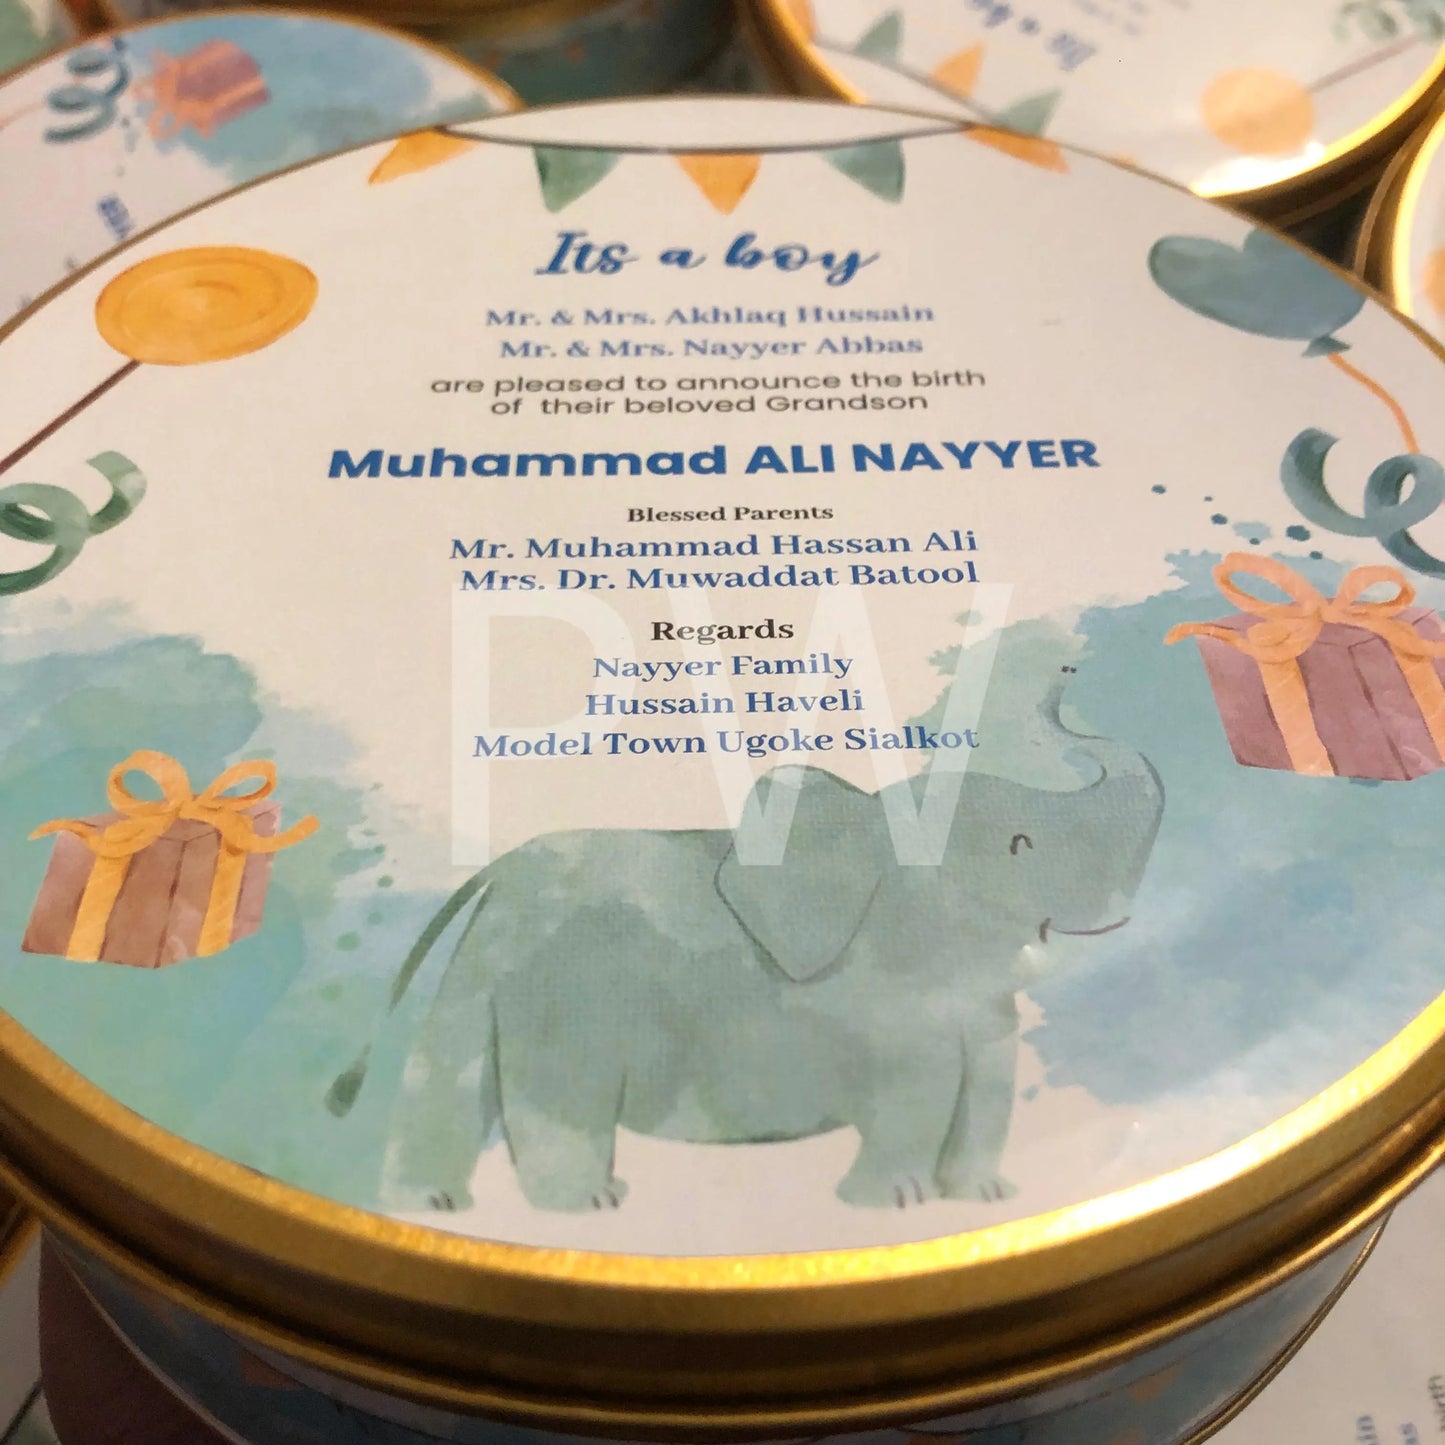 Its a boy
Mr. & Mrs. Akhlaq Hussain
Mr. & Mrs. Nayyer Abbas
are pleased to announce the birth
of their beloved Grandson
Muhammad ALI NAYYER
Blessed Parents
Mr. Muhammad Hassan Ali
Mrs. Dr. Muwaddat Batool
Regards
Nayyer Family
Hussain Haveli
Model Town Ugoke Sialkot
PW